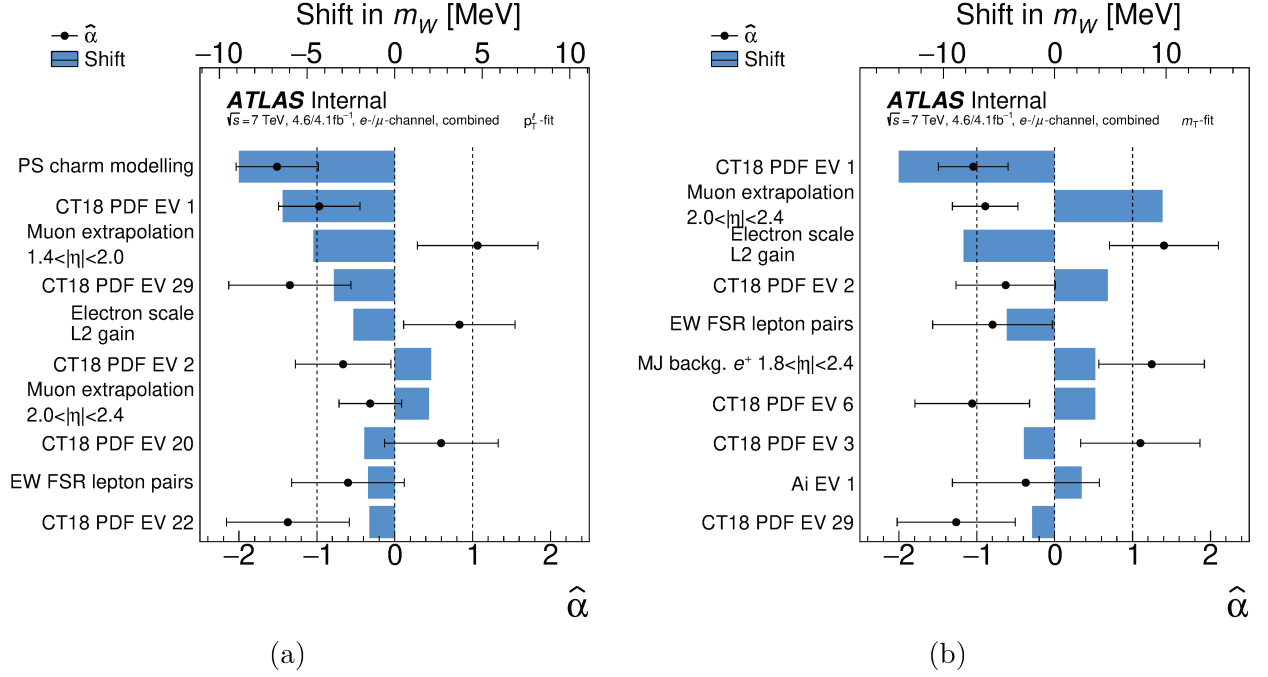 Shift in m_W [MeV]
α̂
Shift
−10 −5 0 5 10
ATLAS Internal
√s = 7 TeV, 4.6/4.1fb⁻¹, e-/μ-channel, combined p_T^ℓ-fit
PS charm modelling
CT18 PDF EV 1
Muon extrapolation
1.4<|η|<2.0
CT18 PDF EV 29
Electron scale
L2 gain
CT18 PDF EV 2
Muon extrapolation
2.0<|η|<2.4
CT18 PDF EV 20
EW FSR lepton pairs
CT18 PDF EV 22
−2 −1 0 1 2
α̂
(a)
Shift in m_W [MeV]
α̂
Shift
−10 0 10
ATLAS Internal
√s = 7 TeV, 4.6/4.1fb⁻¹, e-/μ-channel, combined m_T-fit
CT18 PDF EV 1
Muon extrapolation
2.0<|η|<2.4
Electron scale
L2 gain
CT18 PDF EV 2
EW FSR lepton pairs
MJ backg. e⁺ 1.8<|η|<2.4
CT18 PDF EV 6
CT18 PDF EV 3
Ai EV 1
CT18 PDF EV 29
−2 −1 0 1 2
α̂
(b)